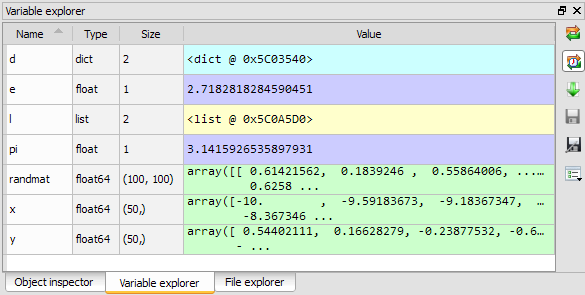 Variable explorer
Name Type Size Value
d dict 2 <dict @ 0x5C03540>
e float 1 2.7182818284590451
l list 2 <list @ 0x5C0A5D0>
pi float 1 3.1415926535897931
randmat float64 (100, 100) array([[ 0.61421562, 0.1839246 , 0.55864006, ......
0.6258 ...
x float64 (50,) array([-10. , -9.59183673, -9.18367347, ...
-8.367346 ...
y float64 (50,) array([ 0.54402111, 0.16628279, -0.23877532, -0.6...
- ...
Object inspector Variable explorer File explorer